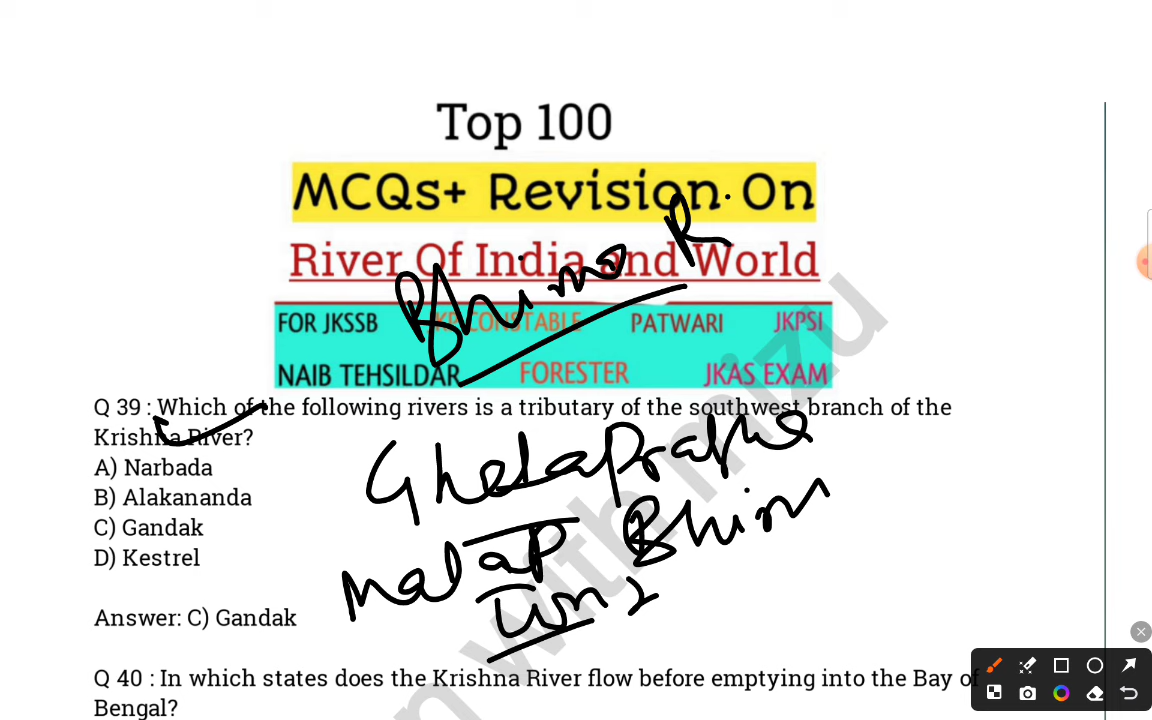 Top 100
MCQs+ Revision On
River Of India and World
Bhima R
FOR JKSSB CONSTABLE PATWARI JKPSI
NAIB TEHSILDAR FORESTER JKAS EXAM
Q 39 : Which of the following rivers is a tributary of the southwest branch of the
Krishna River?
A) Narbada
B) Alakananda
C) Gandak
D) Kestrel
Answer: C) Gandak
Q 40 : In which states does the Krishna River flow before emptying into the Bay of
Bengal?